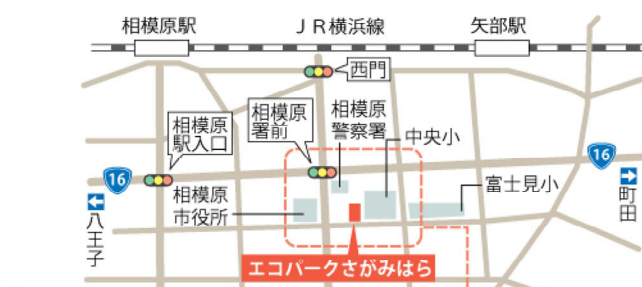 相模原駅
ＪＲ横浜線
矢部駅
西門
相模原
駅入口
相模原
署前
相模原
警察署
中央小
16
16
富士見小
相模原
市役所
八王子
町田
エコパークさがみはら